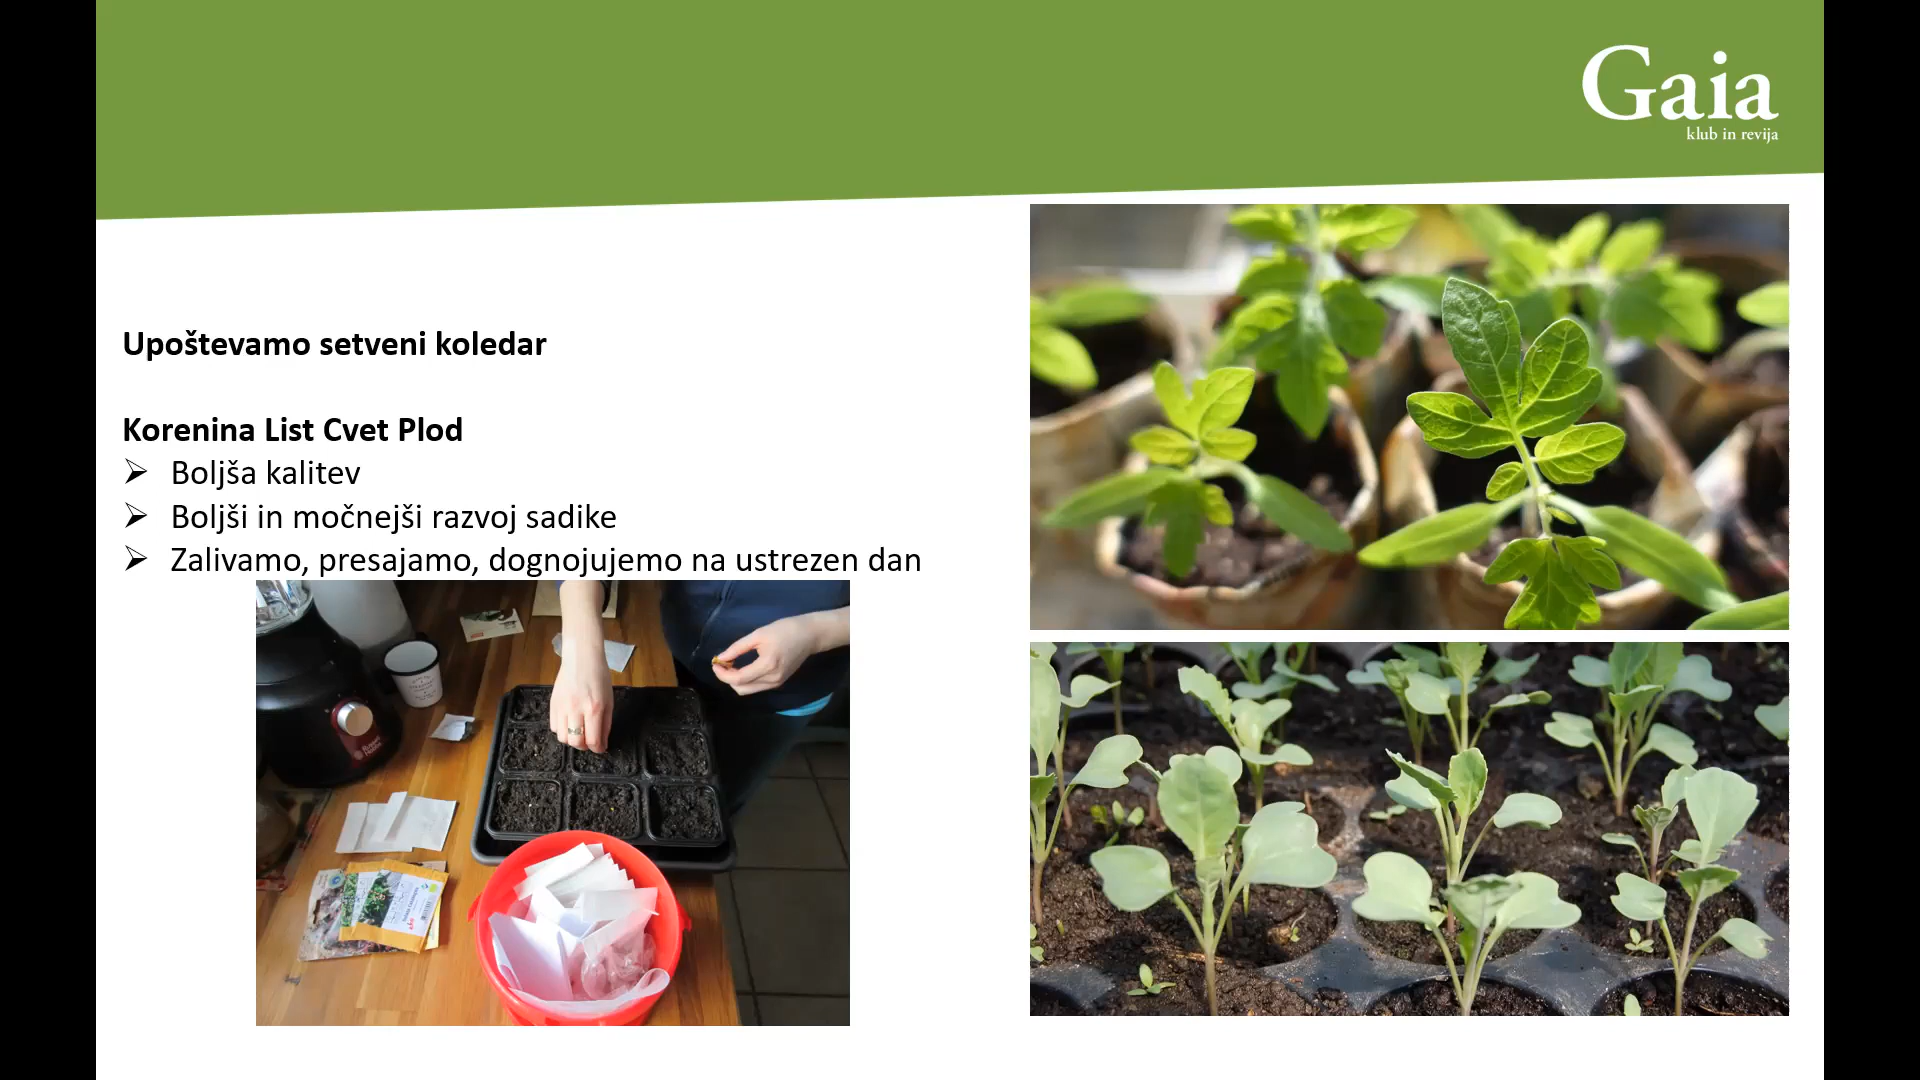 Gaia
klub in revija
Upoštevamo setveni koledar
Korenina List Cvet Plod
Boljša kalitev
Boljši in močnejši razvoj sadike
Zalivamo, presajamo, dognojujemo na ustrezen dan